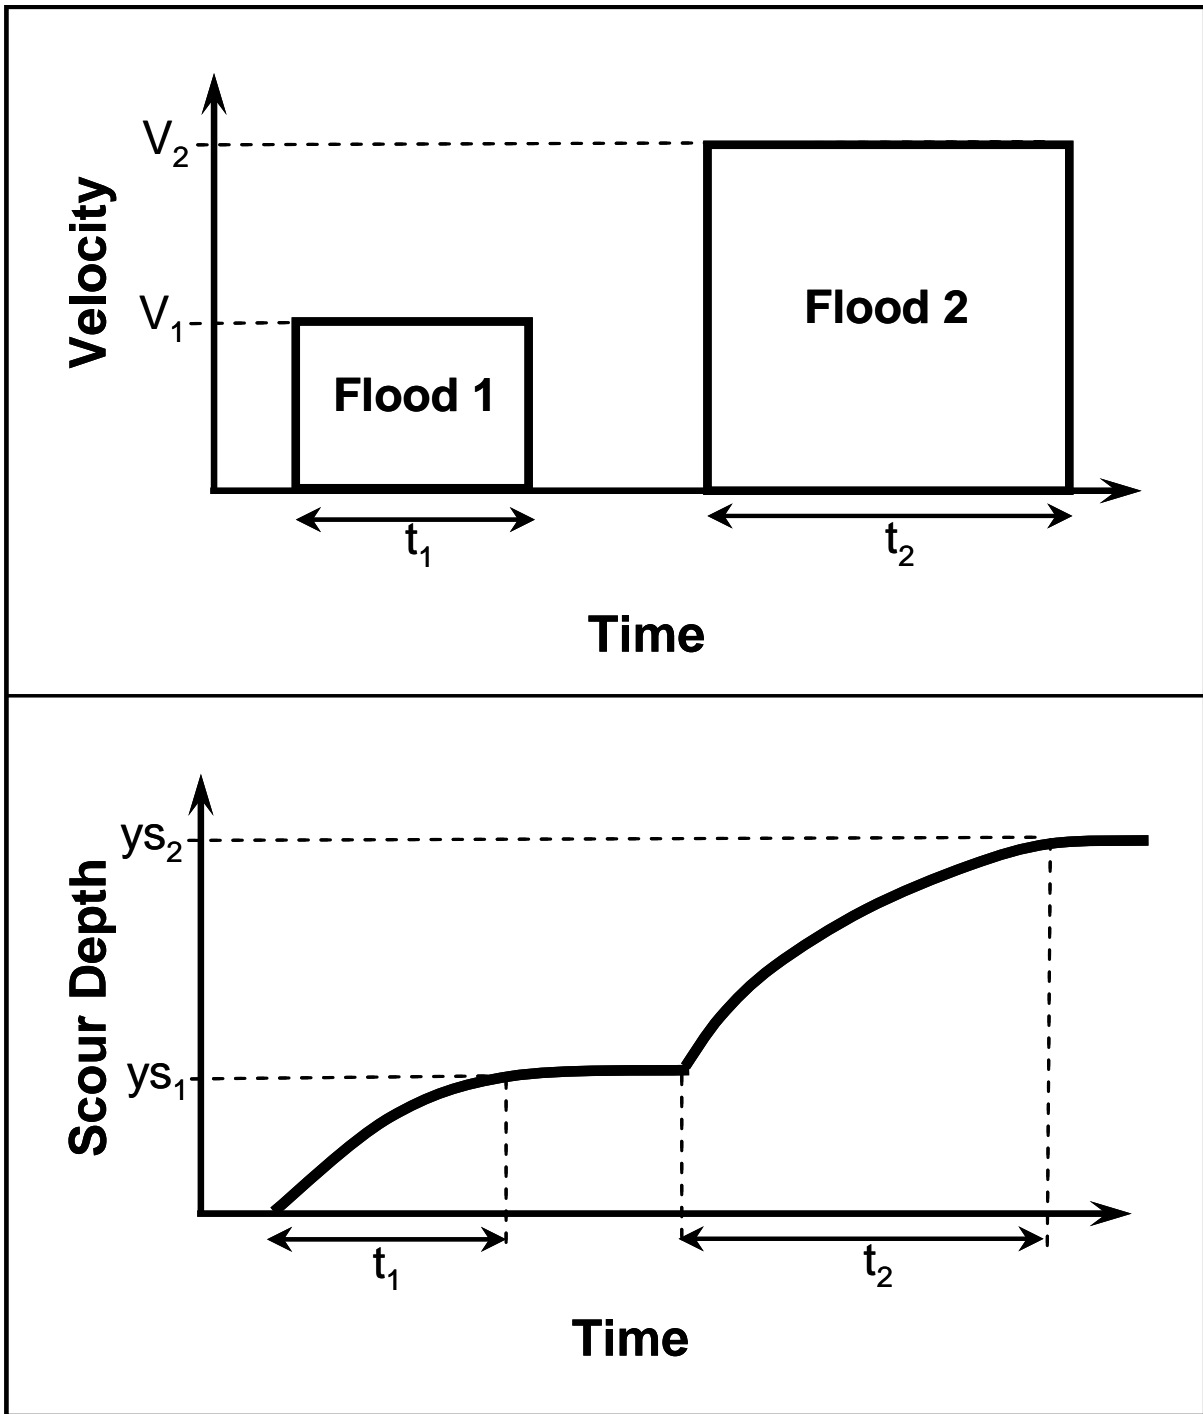 V₂
Velocity
V₁
Flood 1
Flood 2
t₁
t₂
Time
ys₂
Scour Depth
ys₁
t₁
t₂
Time